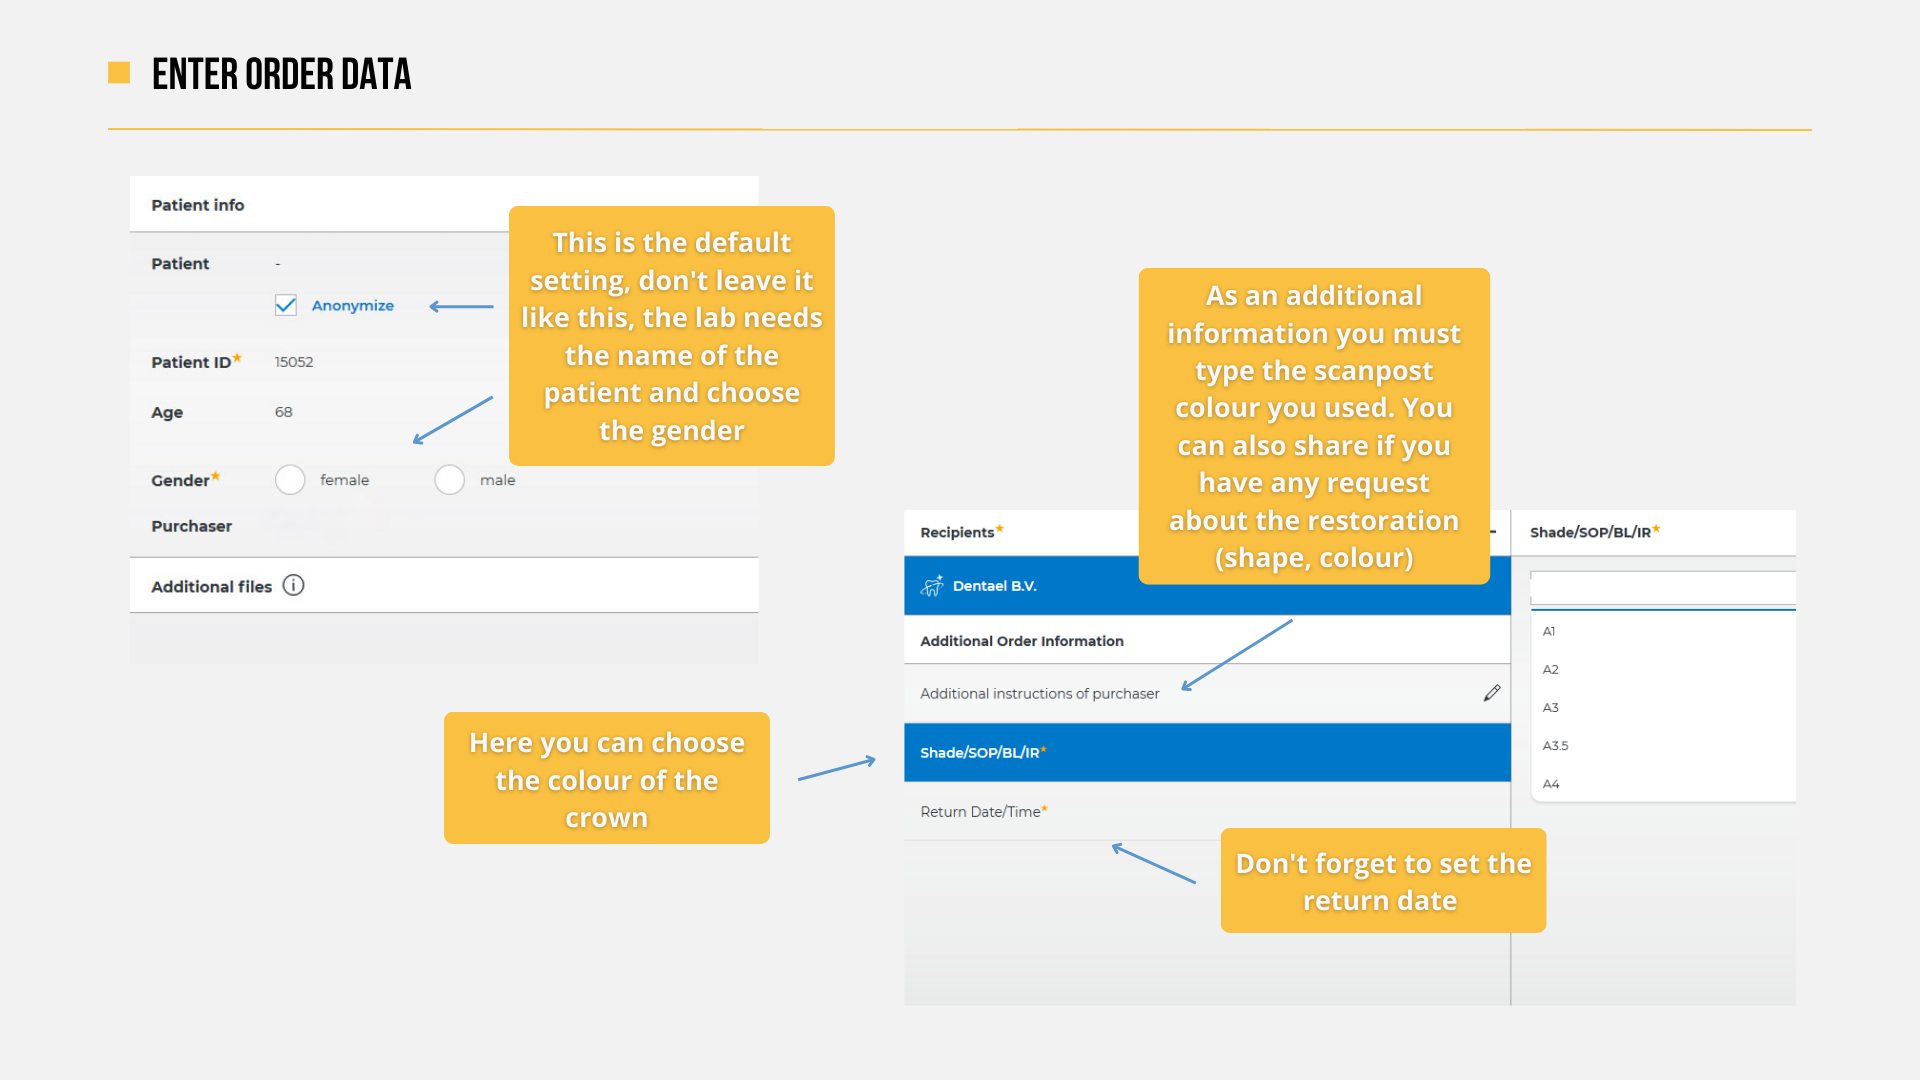 ENTER ORDER DATA
Patient info
Patient -
Anonymize
Patient ID★ 15052
Age 68
Gender★ female male
Purchaser
Additional files
This is the default
setting, don't leave it
like this, the lab needs
the name of the
patient and choose
the gender
As an additional
information you must
type the scanpost
colour you used. You
can also share if you
have any request
about the restoration
(shape, colour)
Recipients★
Dentael B.V.
Additional Order Information
Additional instructions of purchaser
Shade/SOP/BL/IR★
Return Date/Time★
Shade/SOP/BL/IR★
A1
A2
A3
A3.5
A4
Here you can choose
the colour of the
crown
Don't forget to set the
return date